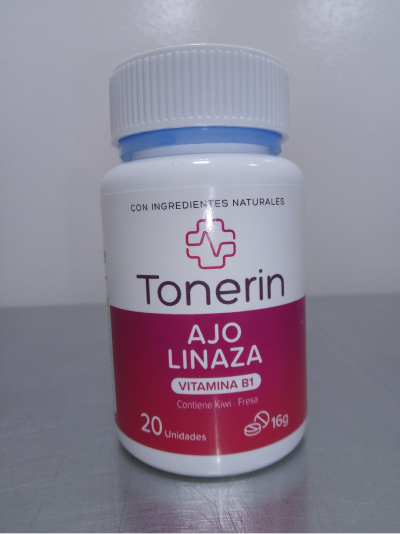 CON INGREDIENTES NATURALES
Tonerin
AJO
LINAZA
VITAMINA B1
Contiene Kiwi · Fresa
20 Unidades
16g